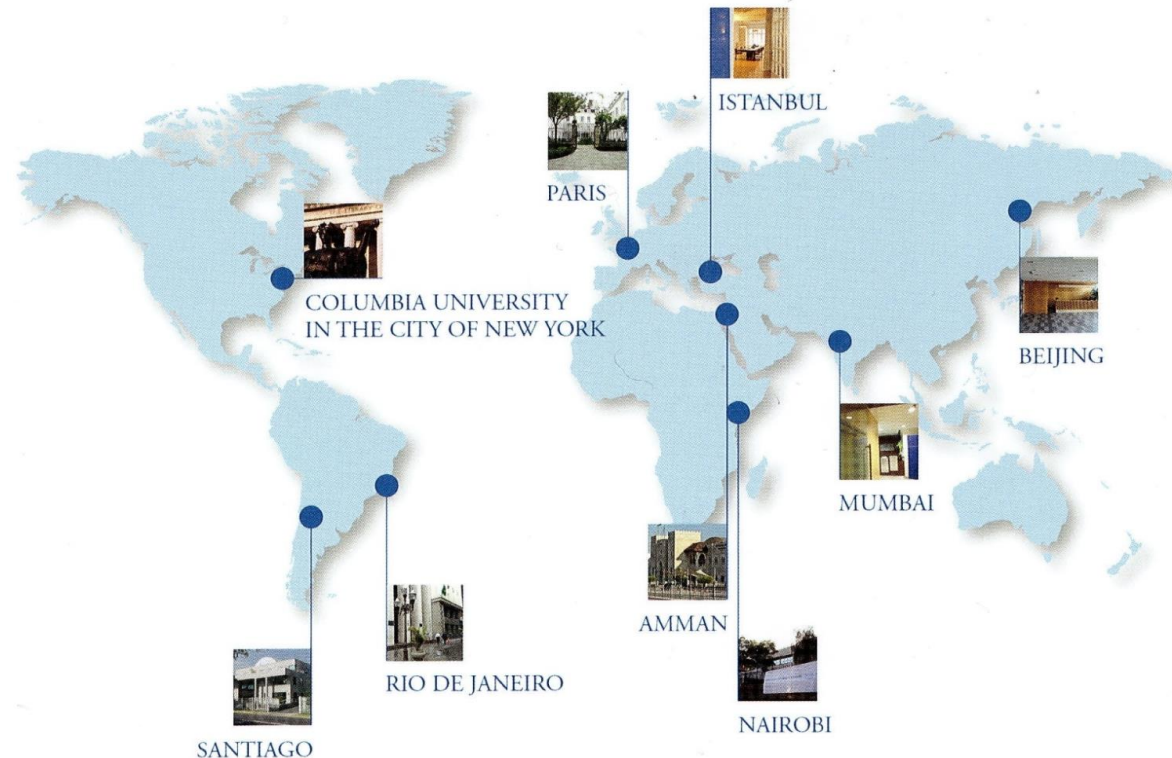 ISTANBUL
PARIS
COLUMBIA UNIVERSITY
IN THE CITY OF NEW YORK
BEIJING
MUMBAI
AMMAN
RIO DE JANEIRO
NAIROBI
SANTIAGO